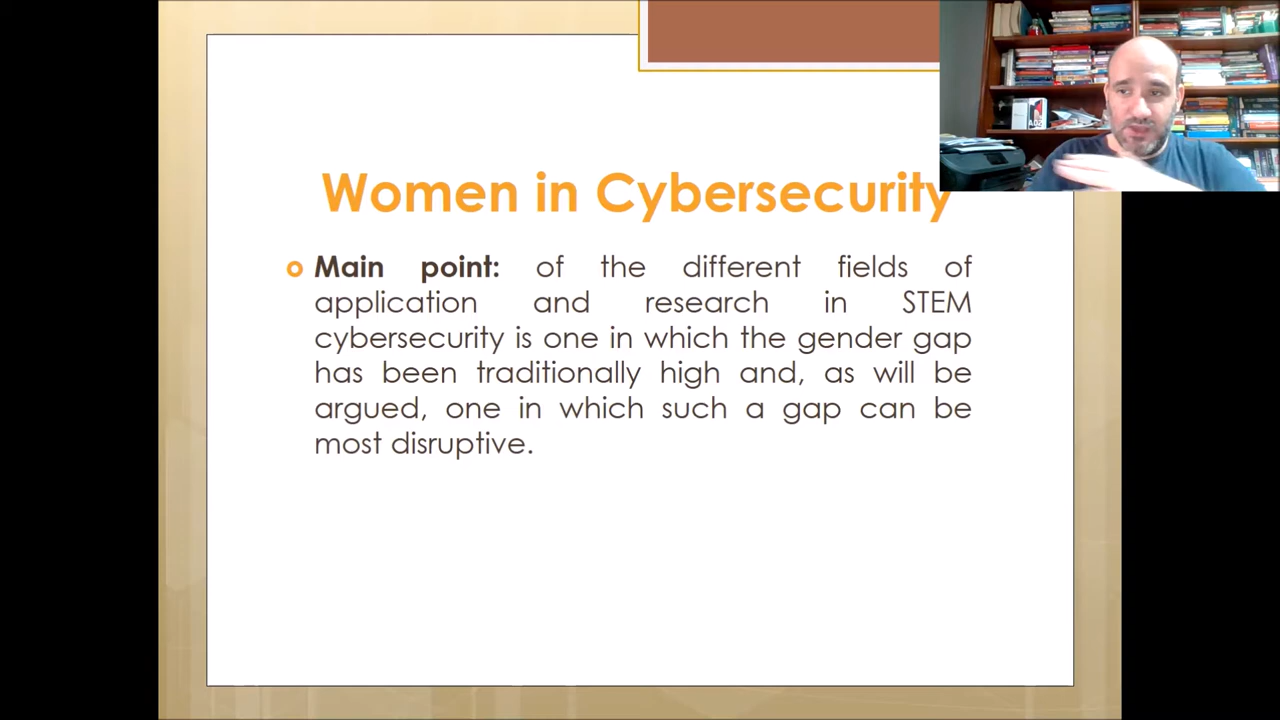 Women in Cybersecurity
Main point: of the different fields of
application and research in STEM
cybersecurity is one in which the gender gap
has been traditionally high and, as will be
argued, one in which such a gap can be
most disruptive.